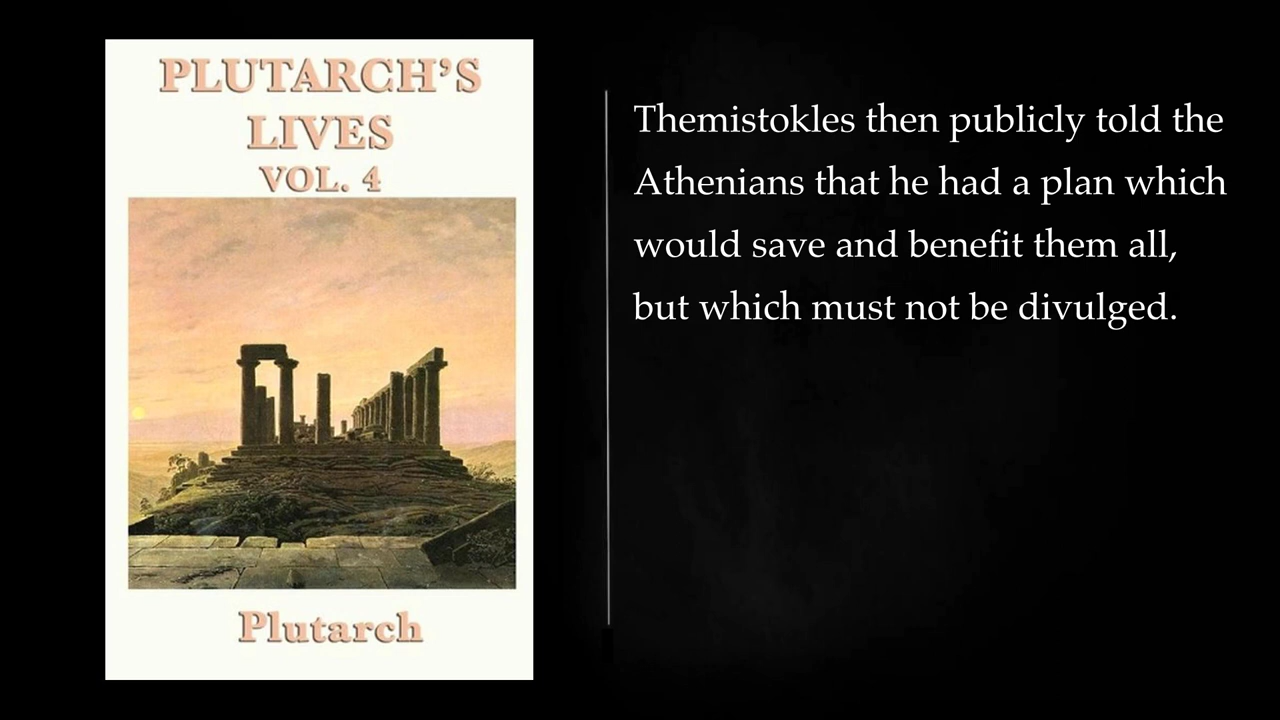 PLUTARCH'S
LIVES
VOL. 4
Plutarch
Themistokles then publicly told the
Athenians that he had a plan which
would save and benefit them all,
but which must not be divulged.